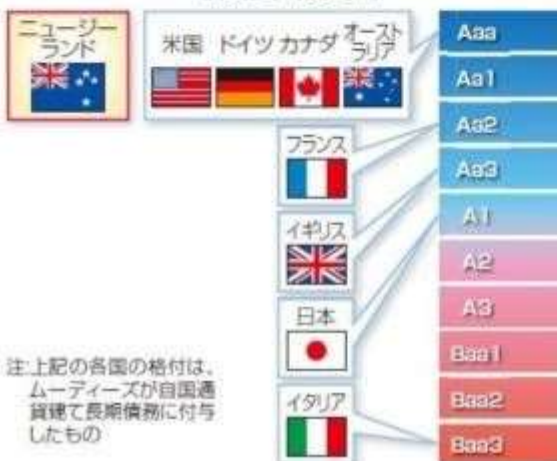 ニュージー
ランド
米国 ドイツ カナダ オースト
ラリア
フランス
イギリス
日本
イタリア
Aaa
Aa1
Aa2
Aa3
A1
A2
A3
Baa1
Baa2
Baa3
注:上記の各国の格付は、
ムーディーズが自国通
貨建て長期債務に付与
したもの